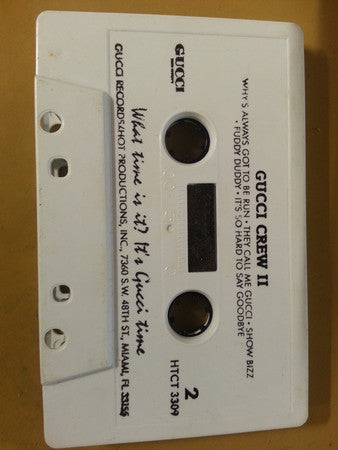 GUCCI CREW II
WHY'S ALWAYS GOT TO BE RUN • THEY CALL ME GUCCI • SHOW BIZZ
• FUDDY DUDDY • IT'S SO HARD TO SAY GOODBYE
GUCCI
2
HTCT 3309
What time is it? It's Gucci time
GUCCI RECORDS/HOT PRODUCTIONS, INC., 7360 S.W. 48TH ST., MIAMI, FL 33155